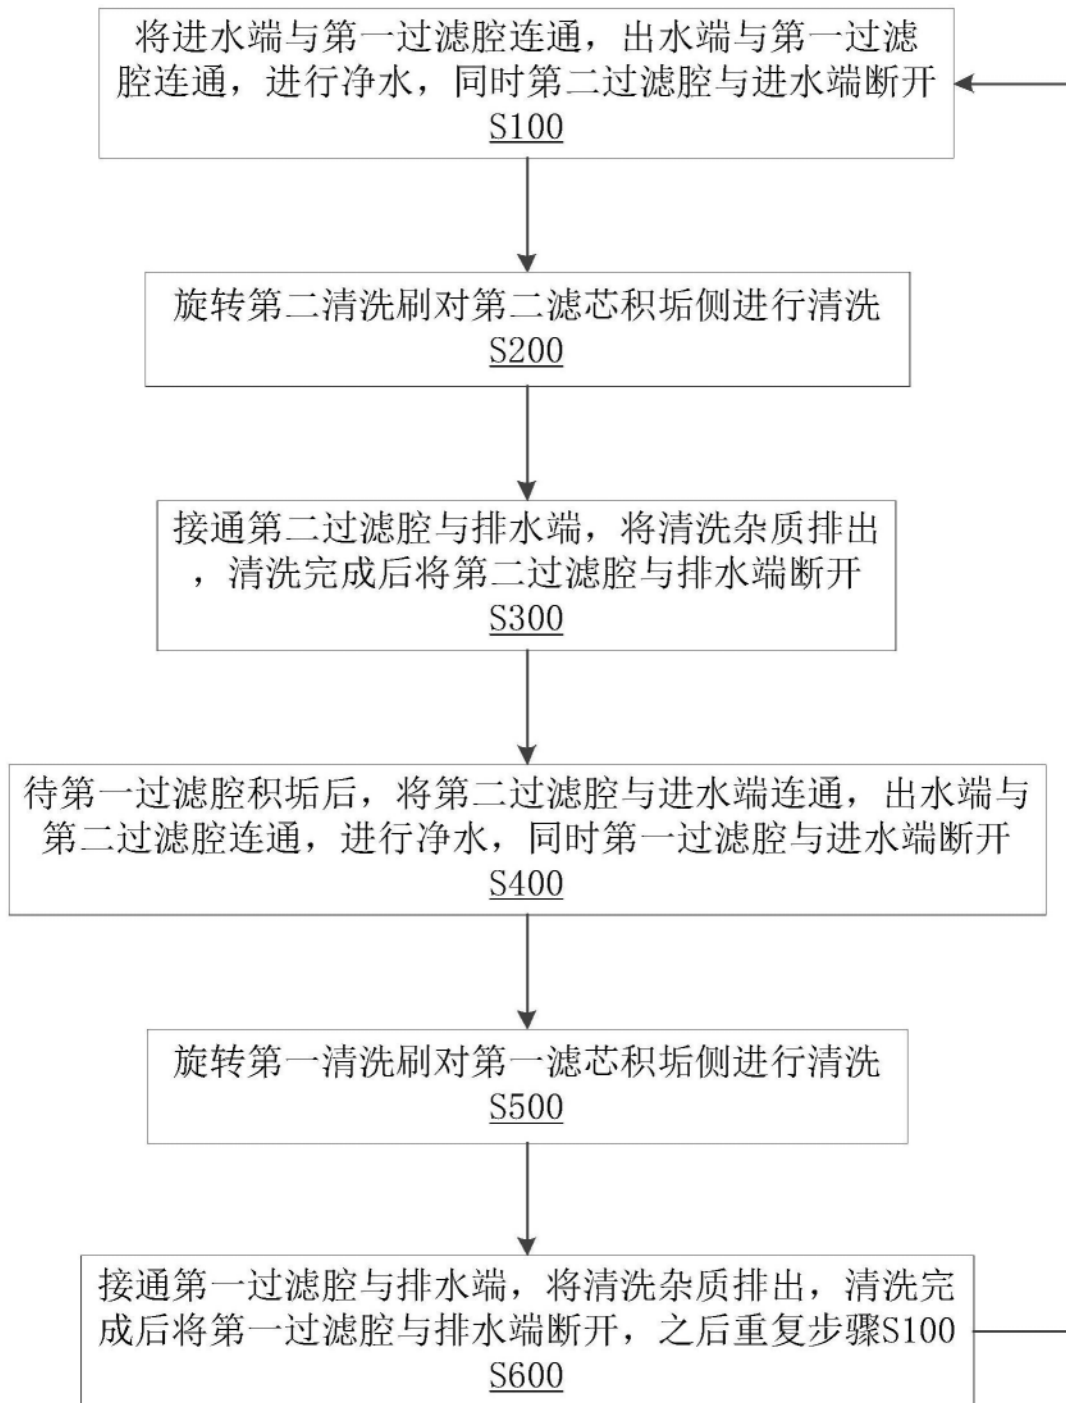 将进水端与第一过滤腔连通，出水端与第一过滤
腔连通，进行净水，同时第二过滤腔与进水端断开
S100
旋转第二清洗刷对第二滤芯积垢侧进行清洗
S200
接通第二过滤腔与排水端，将清洗杂质排出
，清洗完成后将第二过滤腔与排水端断开
S300
待第一过滤腔积垢后，将第二过滤腔与进水端连通，出水端与
第二过滤腔连通，进行净水，同时第一过滤腔与进水端断开
S400
旋转第一清洗刷对第一滤芯积垢侧进行清洗
S500
接通第一过滤腔与排水端，将清洗杂质排出，清洗完
成后将第一过滤腔与排水端断开，之后重复步骤S100
S600